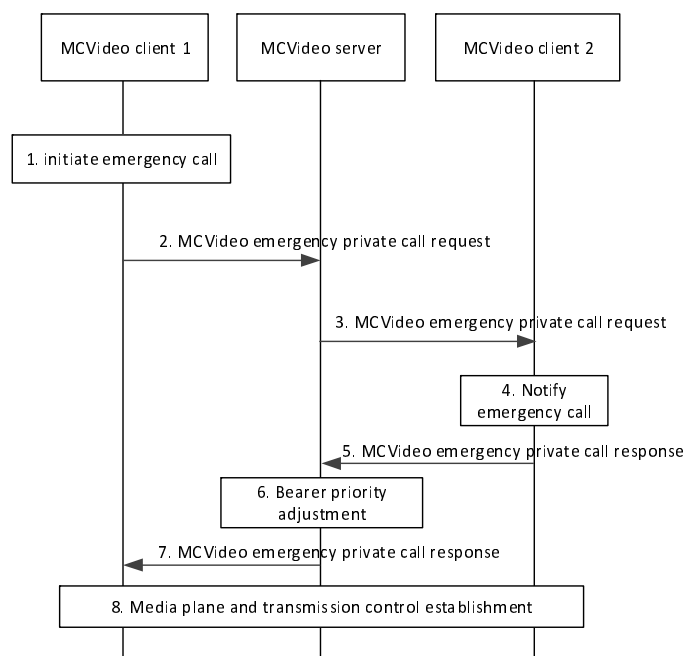 MCVideo client 1
MCVideo server
MCVideo client 2
1. initiate emergency call
2. MCVideo emergency private call request
3. MCVideo emergency private call request
4. Notify
emergency call
5. MCVideo emergency private call response
6. Bearer priority
adjustment
7. MCVideo emergency private call response
8. Media plane and transmission control establishment